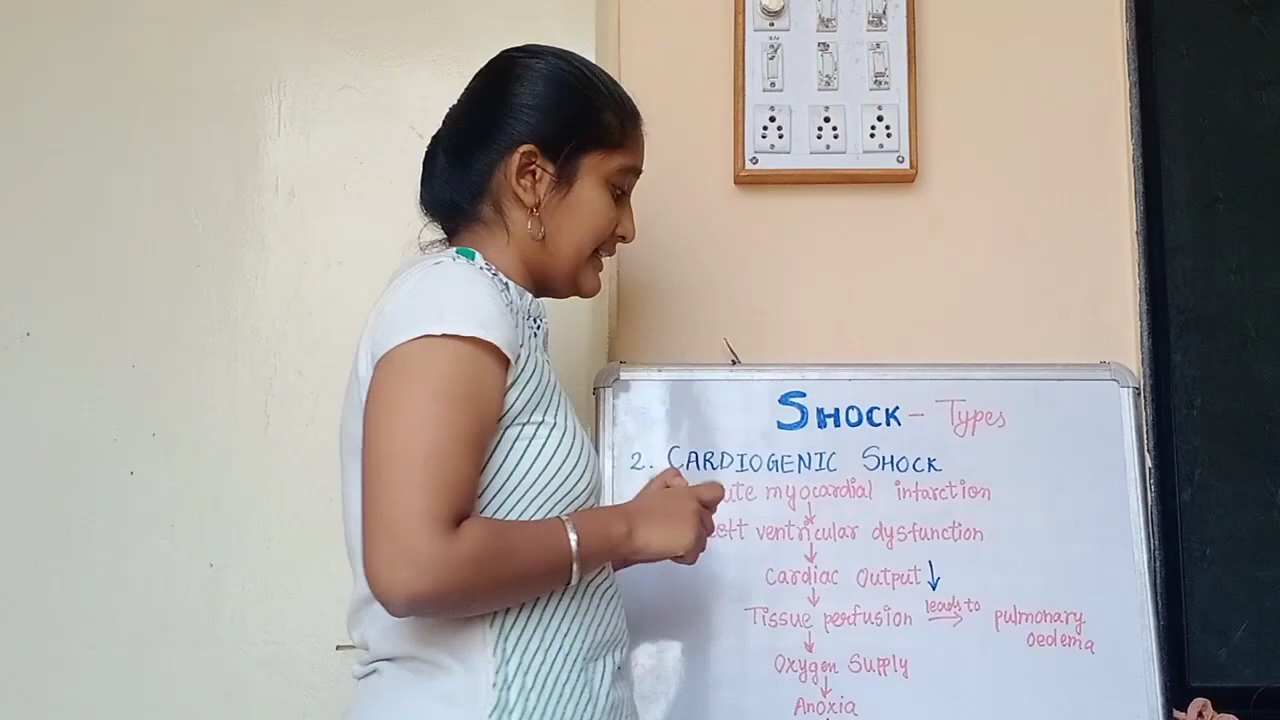 SHOCK - Types
2. CARDIOGENIC SHOCK
myocardial infarction
ventricular dysfunction
Cardiac Output ↓
Tissue perfusion leads to pulmonary
oedema
Oxygen Supply
Anoxia